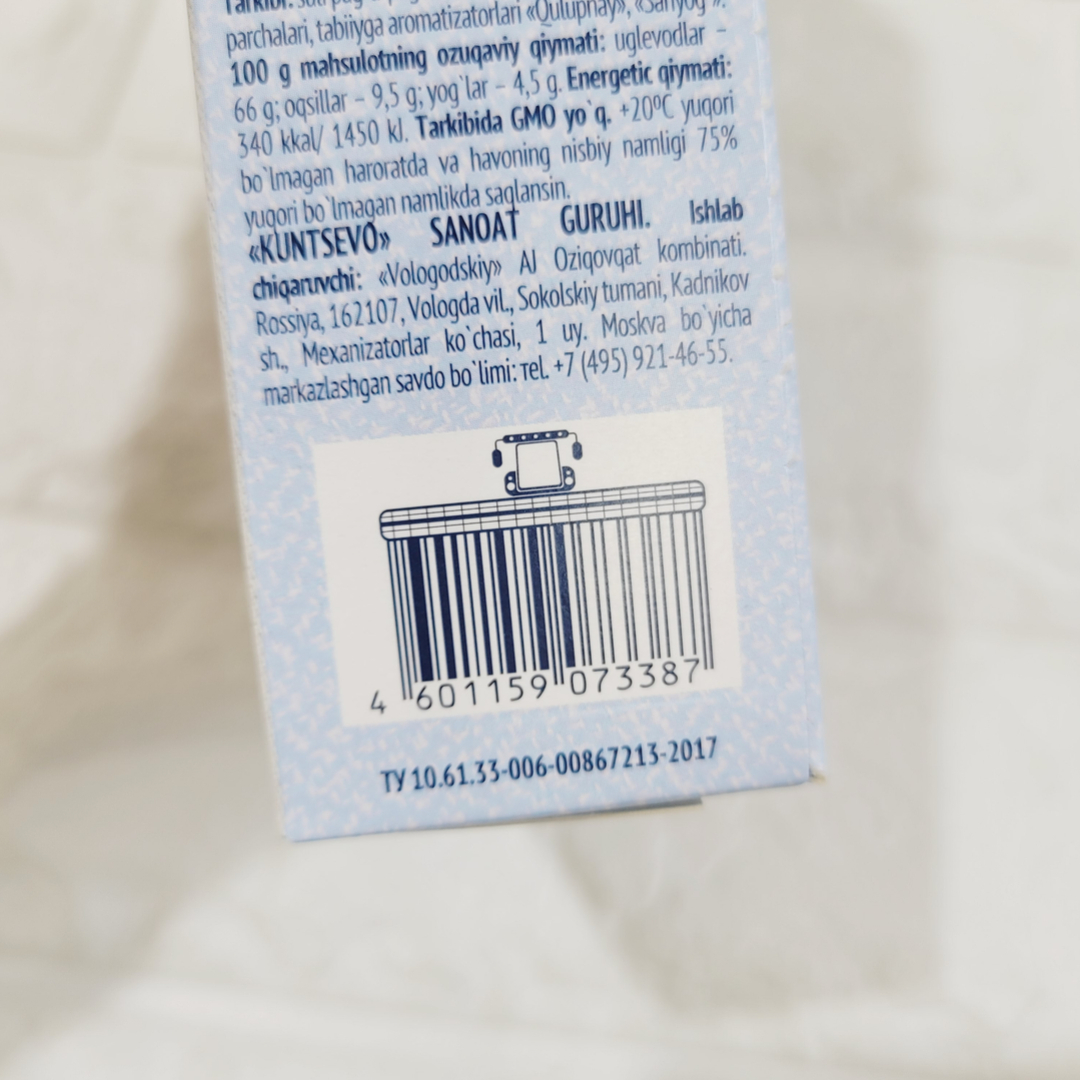 Tarkibi:
parchalari, tabiiyga aromatizatorlari «Qulupnay»,
100 g mahsulotning ozuqaviy qiymati: uglevodlar –
66 g; oqsillar – 9,5 g; yog`lar – 4,5 g. Energetic qiymati:
340 kkal/ 1450 kJ. Tarkibida GMO yo`q. +20ºC yuqori
bo`lmagan haroratda va havoning nisbiy namligi 75%
yuqori bo`lmagan namlikda saqlansin.
«KUNTSEVO» SANOAT GURUHI. Ishlab
chiqaruvchi: «Vologodskiy» AJ Oziqovqat kombinati.
Rossiya, 162107, Vologda vil., Sokolskiy tumani, Kadnikov
sh., Mexanizatorlar ko`chasi, 1 uy. Moskva bo`yicha
markazlashgan savdo bo`limi: тel. +7 (495) 921-46-55.
4 601159 073387
ТУ 10.61.33-006-00867213-2017